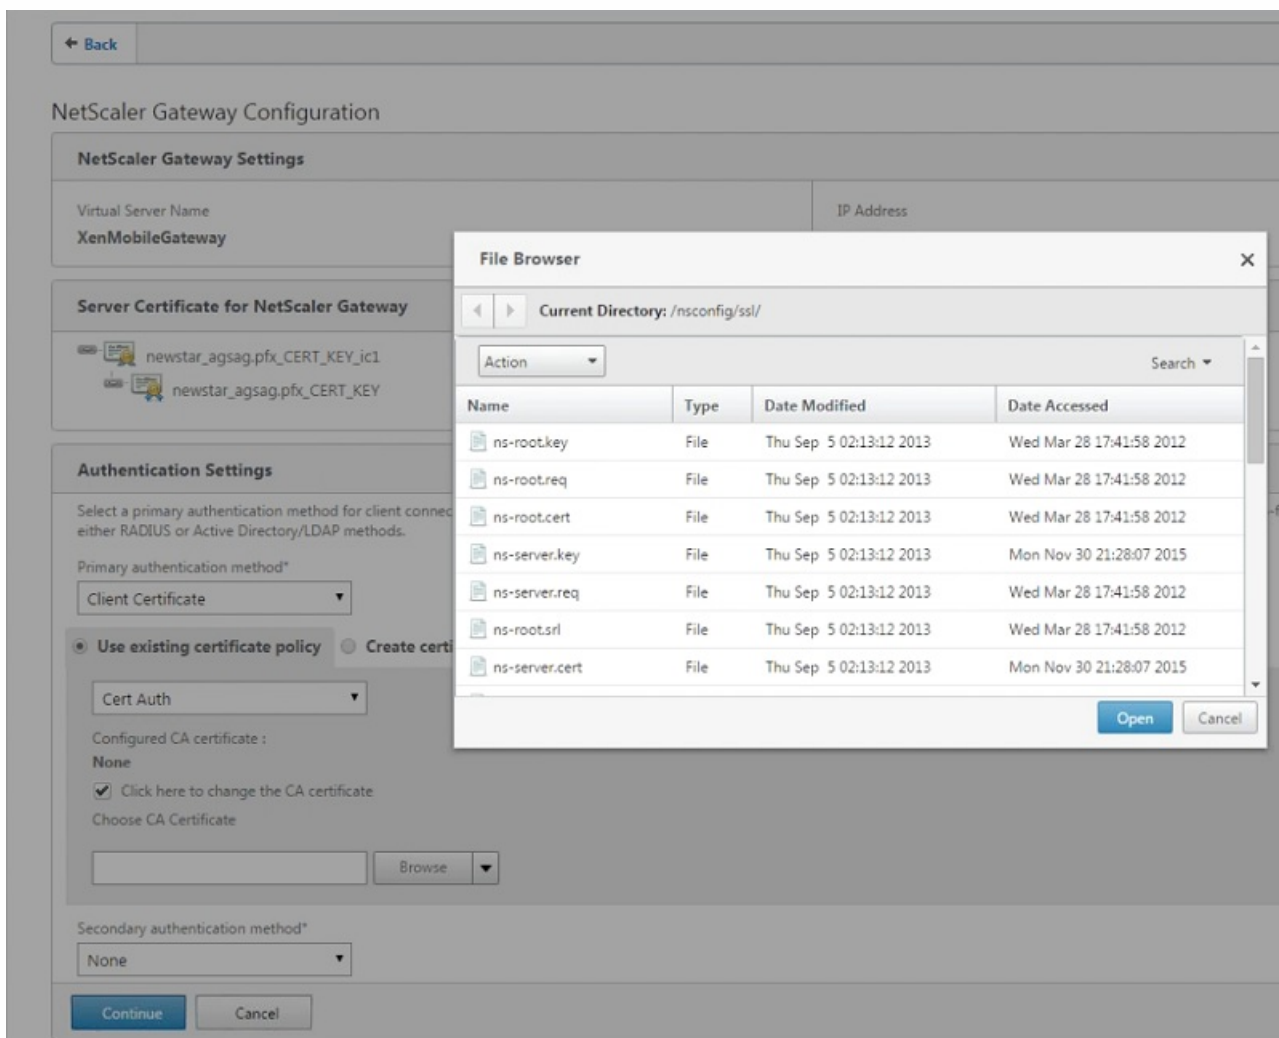 Back
NetScaler Gateway Configuration
NetScaler Gateway Settings
Virtual Server Name
IP Address
XenMobileGateway
Server Certificate for NetScaler Gateway
newstar_agsag.pfx_CERT_KEY_ic1
newstar_agsag.pfx_CERT_KEY
Authentication Settings
Select a primary authentication method for client connec
either RADIUS or Active Directory/LDAP methods.
Primary authentication method*
Client Certificate
Use existing certificate policy Create certi
Cert Auth
Configured CA certificate :
None
Click here to change the CA certificate
Choose CA Certificate
Browse
Secondary authentication method*
None
Continue Cancel
File Browser
Current Directory: /nsconfig/ssl/
Action Search
Name Type Date Modified Date Accessed
ns-root.key File Thu Sep 5 02:13:12 2013 Wed Mar 28 17:41:58 2012
ns-root.req File Thu Sep 5 02:13:12 2013 Wed Mar 28 17:41:58 2012
ns-root.cert File Thu Sep 5 02:13:12 2013 Wed Mar 28 17:41:58 2012
ns-server.key File Thu Sep 5 02:13:12 2013 Mon Nov 30 21:28:07 2015
ns-server.req File Thu Sep 5 02:13:12 2013 Wed Mar 28 17:41:58 2012
ns-root.srl File Thu Sep 5 02:13:12 2013 Wed Mar 28 17:41:58 2012
ns-server.cert File Thu Sep 5 02:13:12 2013 Mon Nov 30 21:28:07 2015
Open Cancel